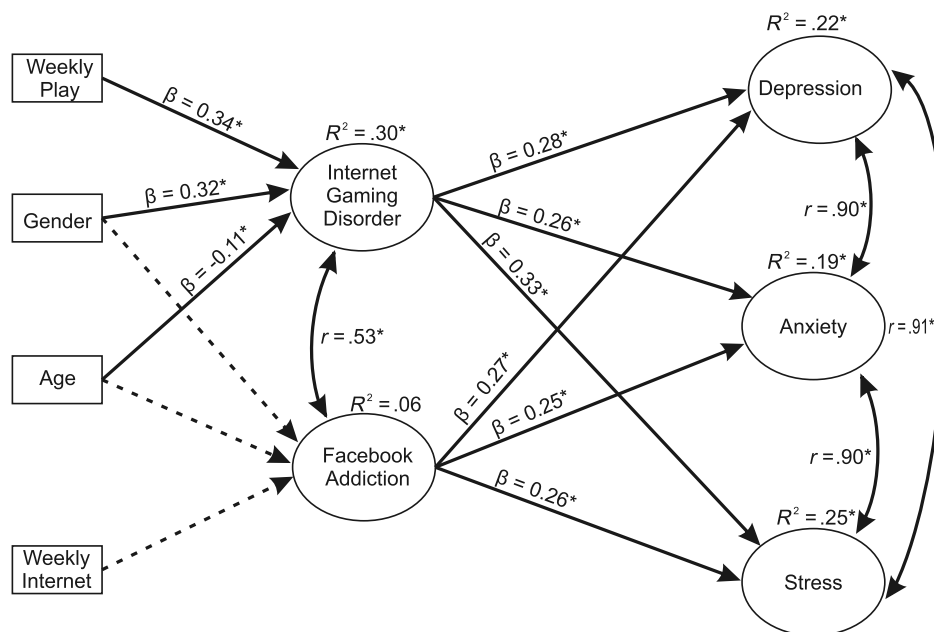 Weekly
Play
Gender
Age
Weekly
Internet
β = 0.34*
β = 0.32*
β = -0.11*
R² = .30*
Internet
Gaming
Disorder
r = .53*
R² = .06
Facebook
Addiction
β = 0.28*
β = 0.26*
β = 0.33*
β = 0.27*
β = 0.25*
β = 0.26*
R² = .22*
Depression
r = .90*
R² = .19*
Anxiety
r = .91*
r = .90*
R² = .25*
Stress